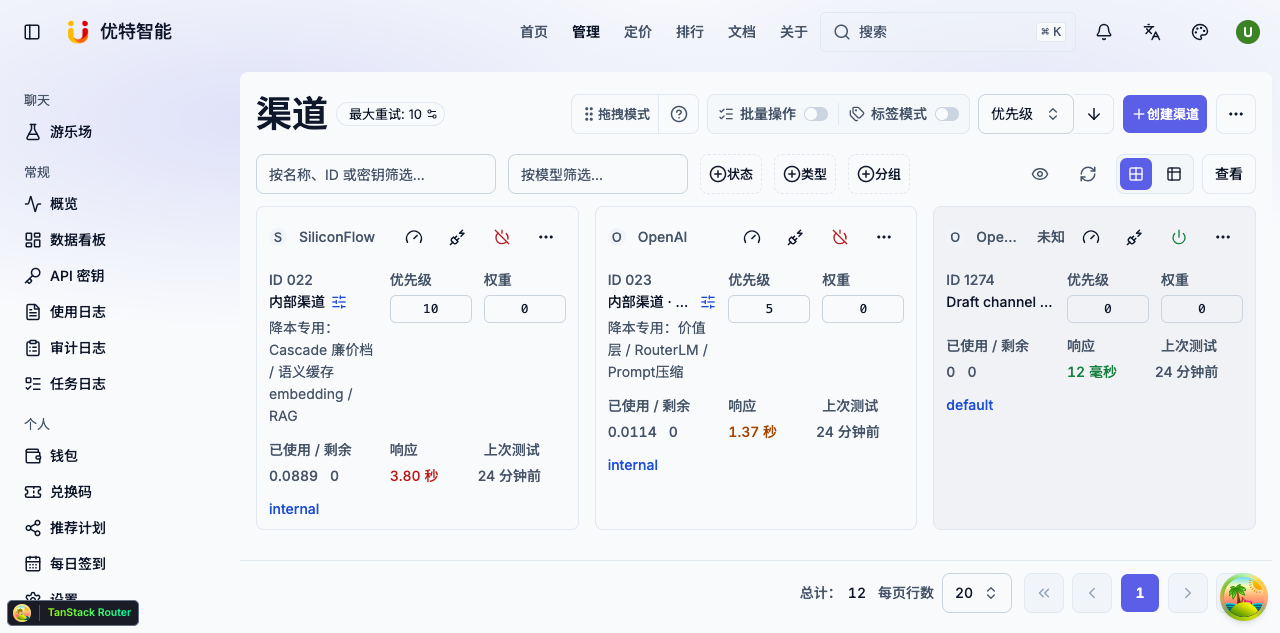 优特智能
首页 管理 定价 排行 文档 关于
搜索
⌘ K
U
聊天
游乐场
常规
概览
数据看板
API 密钥
使用日志
审计日志
任务日志
个人
钱包
兑换码
推荐计划
每日签到
设置
TanStack Router
渠道
最大重试: 10
拖拽模式
批量操作
标签模式
优先级
创建渠道
按名称、ID 或密钥筛选...
按模型筛选...
状态
类型
分组
查看
S SiliconFlow
ID 022 优先级 权重
内部渠道 10 0
降本专用：
Cascade 廉价档
/ 语义缓存
embedding /
RAG
已使用 / 剩余 响应 上次测试
0.0889 0 3.80 秒 24 分钟前
internal
O OpenAI
ID 023 优先级 权重
内部渠道 · ... 5 0
降本专用：价值
层 / RouterLM /
Prompt压缩
已使用 / 剩余 响应 上次测试
0.0114 0 1.37 秒 24 分钟前
internal
O Ope... 未知
ID 1274 优先级 权重
Draft channel ... 0 0
已使用 / 剩余 响应 上次测试
0 0 12 毫秒 24 分钟前
default
总计： 12 每页行数 20 1